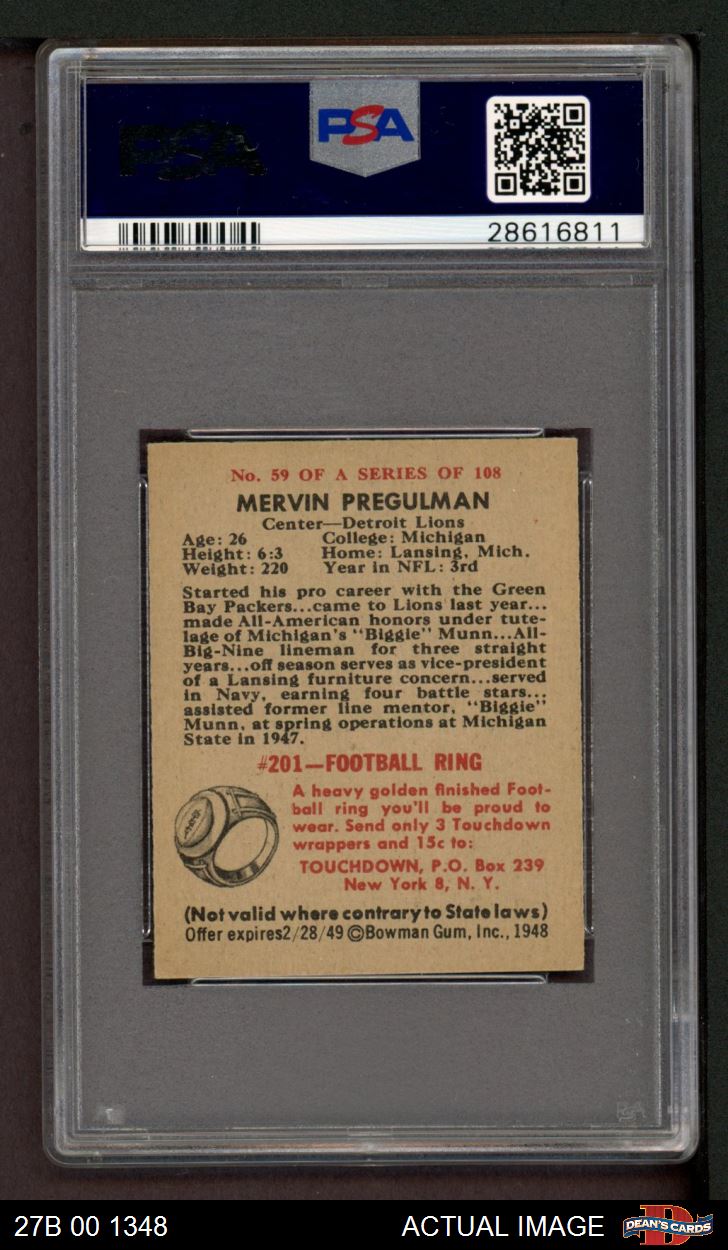 PSA
PSA
28616811
No. 59 OF A SERIES OF 108
MERVIN PREGULMAN
Center—Detroit Lions
Age: 26 College: Michigan
Height: 6:3 Home: Lansing, Mich.
Weight: 220 Year in NFL: 3rd
Started his pro career with the Green
Bay Packers...came to Lions last year...
made All-American honors under tute-
lage of Michigan's "Biggie" Munn...All-
Big-Nine lineman for three straight
years...off season serves as vice-president
of a Lansing furniture concern...served
in Navy, earning four battle stars...
assisted former line mentor, "Biggie"
Munn, at spring operations at Michigan
State in 1947.
#201—FOOTBALL RING
A heavy golden finished Foot-
ball ring you'll be proud to
wear. Send only 3 Touchdown
wrappers and 15c to:
TOUCHDOWN, P.O. Box 239
New York 8, N. Y.
(Not valid where contrary to State laws)
Offer expires 2/28/49 ©Bowman Gum, Inc., 1948
27B 00 1348
ACTUAL IMAGE
DEAN'S CARDS